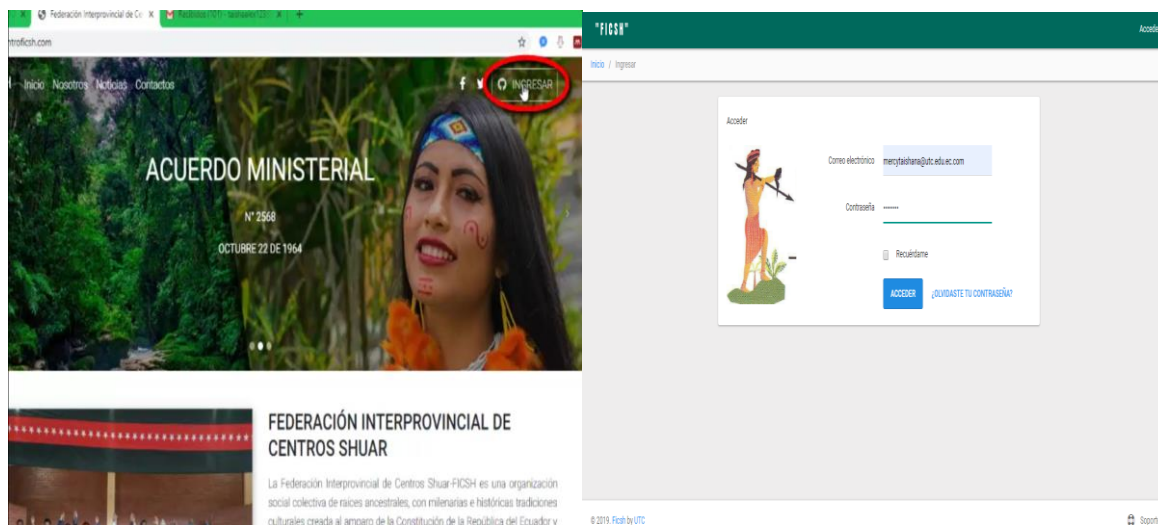 Federación Interprovincial de Ce
Recibidos (101) -
ntroficsh.com
Inicio Nosotros Noticias Contactos
INGRESAR
ACUERDO MINISTERIAL
N° 2568
OCTUBRE 22 DE 1964
FEDERACIÓN INTERPROVINCIAL DE
CENTROS SHUAR
La Federación Interprovincial de Centros Shuar-FICSH es una organización
social colectiva de raices ancestrales, con milenarias e históricas tradiciones
culturales creada al amparo de la Constitución de la República del Ecuador y
"FICSH"
Accede
Inicio / Ingresar
Acceder
Correo electrónico mercytaishana@utc.edu.ec.com
Contraseña
Recuérdame
ACCEDER ¿OLVIDASTE TU CONTRASEÑA?
© 2019. Ficsh by UTC
Soport